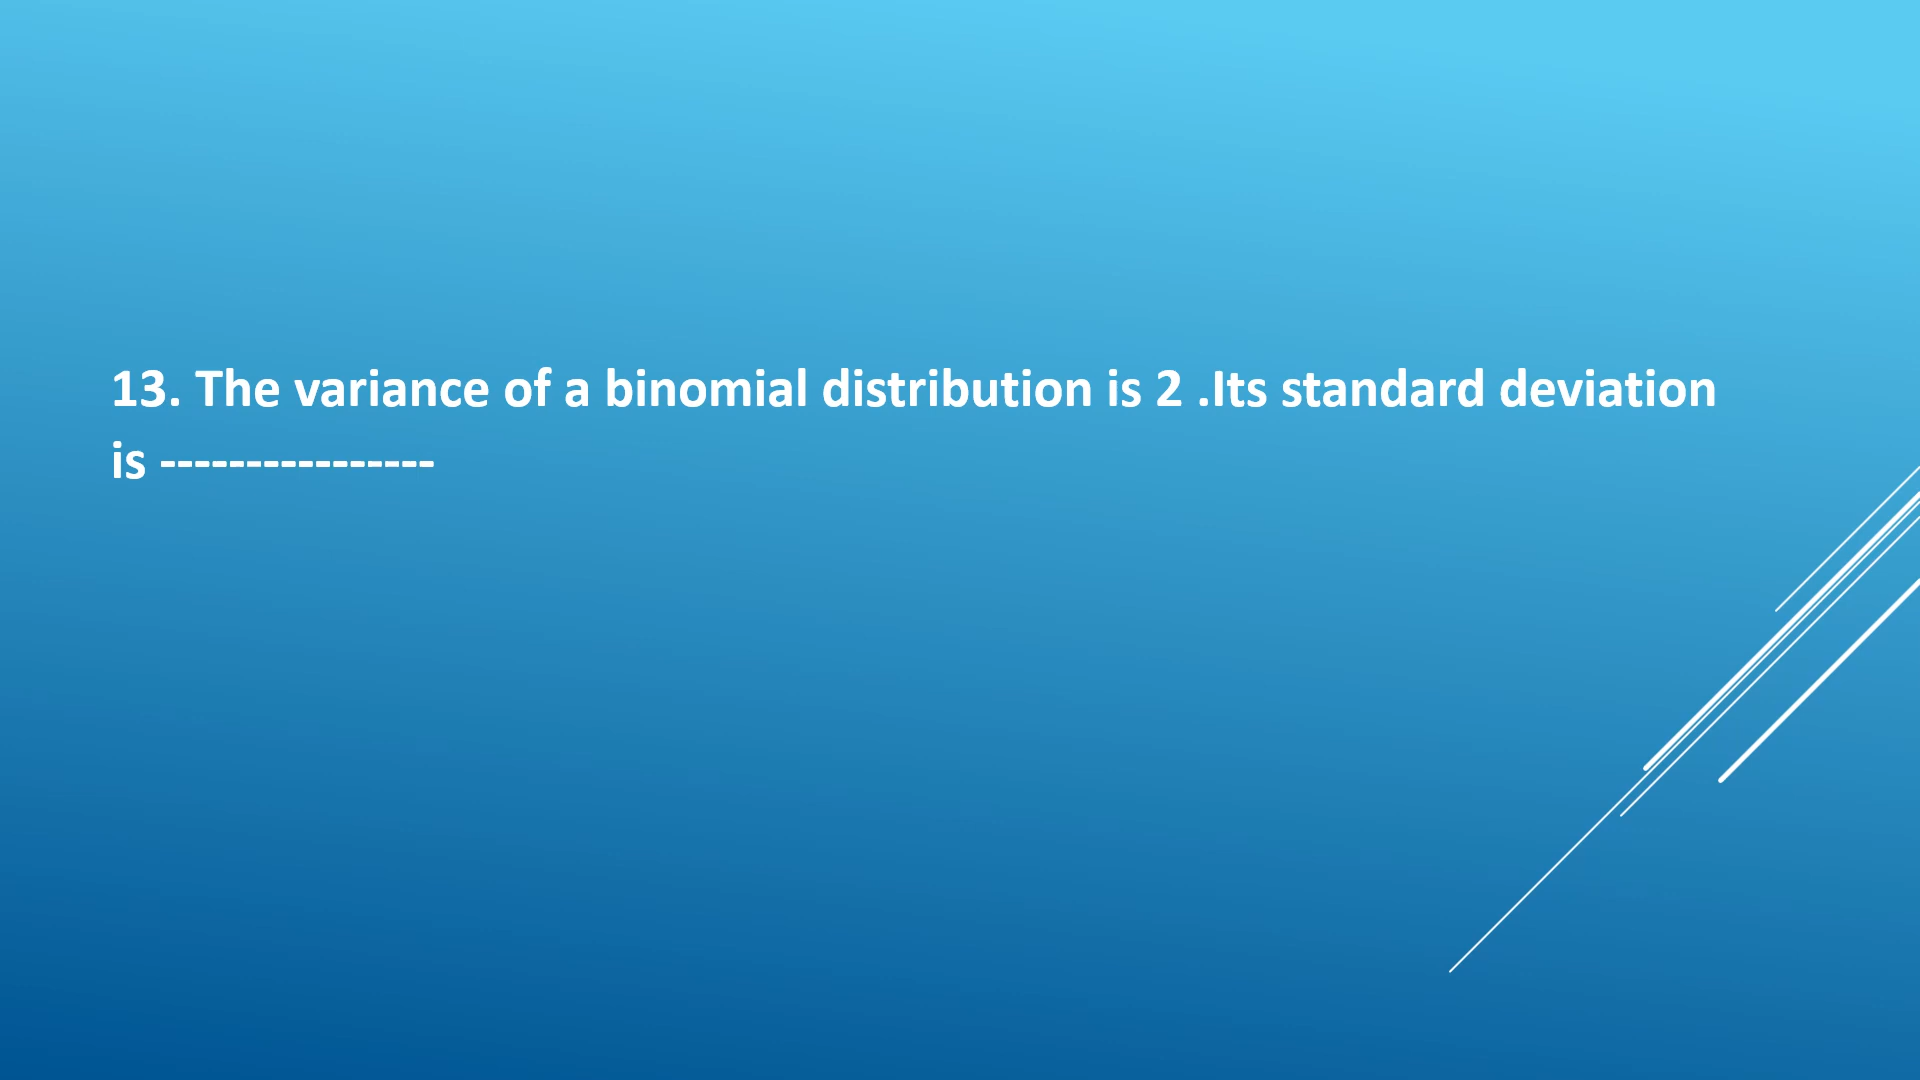 13. The variance of a binomial distribution is 2 .Its standard deviation
is ----------------